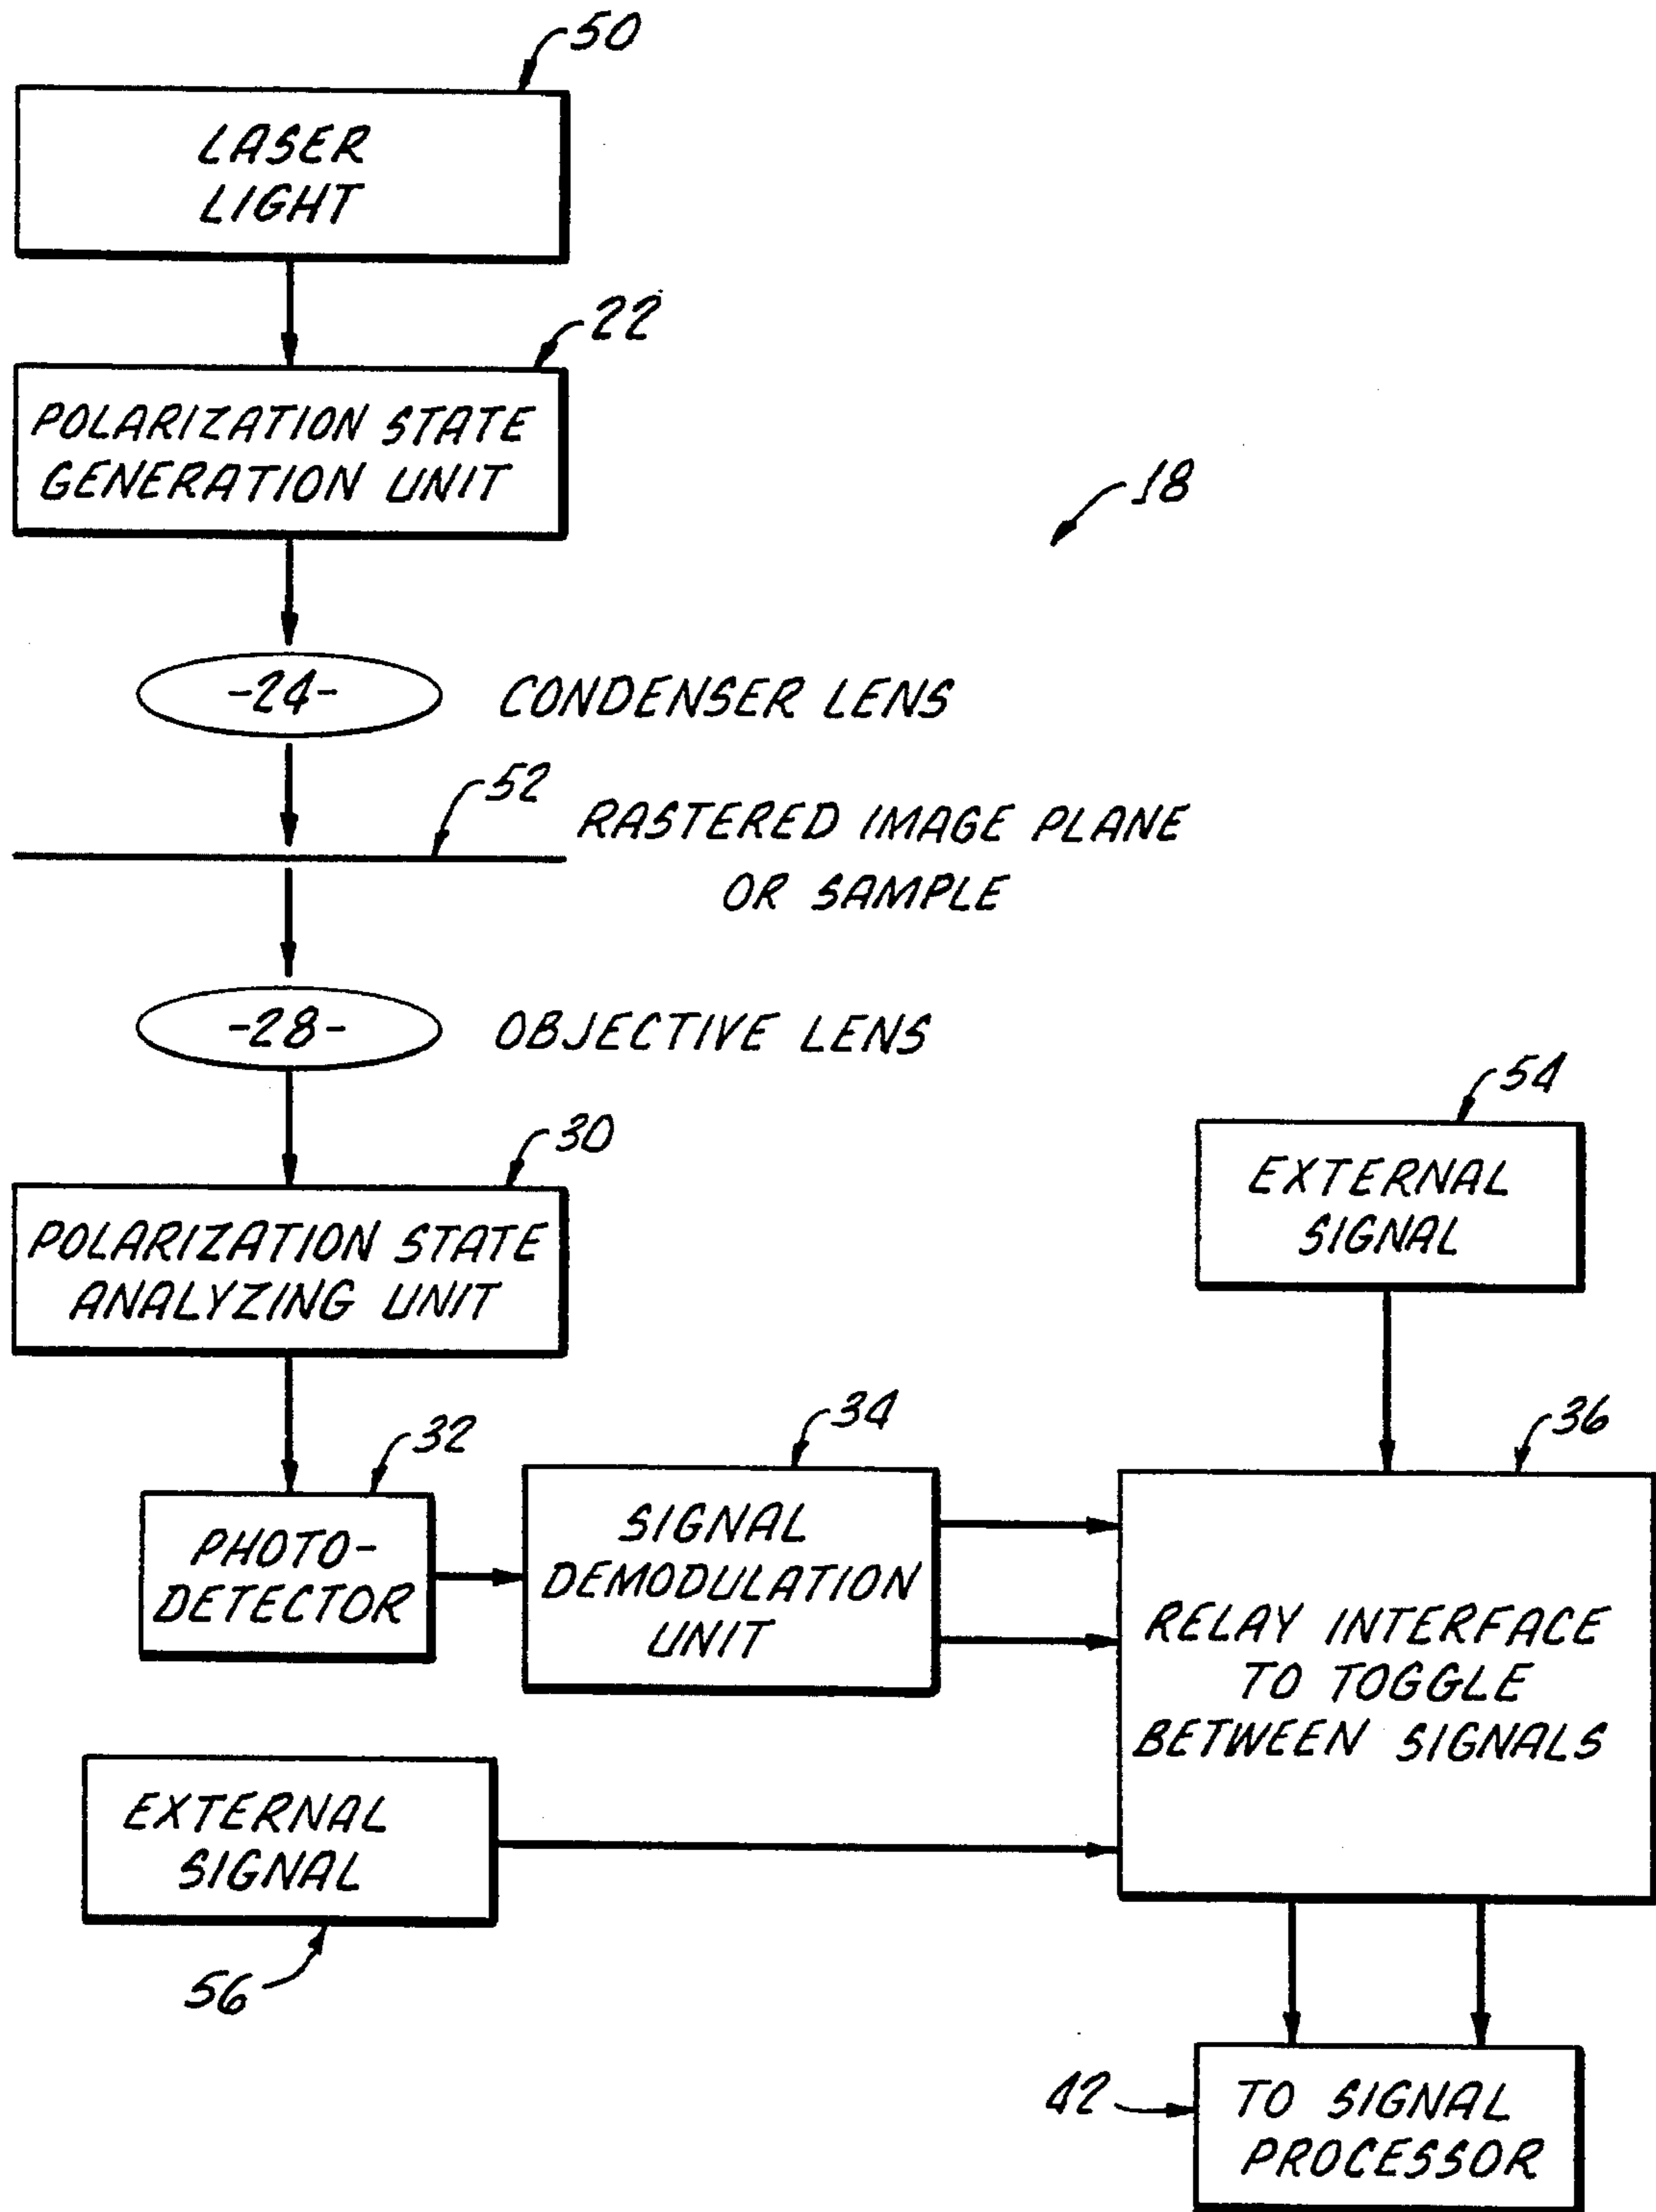 50
LASER
LIGHT
22
POLARIZATION STATE
GENERATION UNIT
18
-24-
CONDENSER LENS
52
RASTERED IMAGE PLANE
OR SAMPLE
-28-
OBJECTIVE LENS
54
30
EXTERNAL
SIGNAL
POLARIZATION STATE
ANALYZING UNIT
34
36
32
SIGNAL
DEMODULATION
UNIT
PHOTO-
DETECTOR
RELAY INTERFACE
TO TOGGLE
BETWEEN SIGNALS
EXTERNAL
SIGNAL
56
42
TO SIGNAL
PROCESSOR